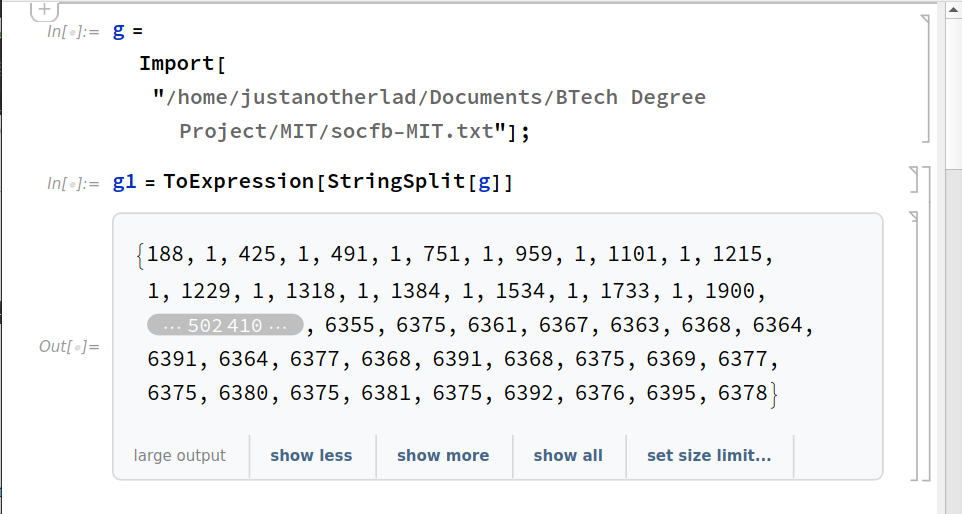 In[•]:= g =
Import[
"/home/justanotherlad/Documents/BTech Degree
Project/MIT/socfb-MIT.txt"];
In[•]:= g1 = ToExpression[StringSplit[g]]
{188, 1, 425, 1, 491, 1, 751, 1, 959, 1, 1101, 1, 1215,
1, 1229, 1, 1318, 1, 1384, 1, 1534, 1, 1733, 1, 1900,
⋯ 502 410 ⋯ , 6355, 6375, 6361, 6367, 6363, 6368, 6364,
Out[•]= 6391, 6364, 6377, 6368, 6391, 6368, 6375, 6369, 6377,
6375, 6380, 6375, 6381, 6375, 6392, 6376, 6395, 6378}
large output show less show more show all set size limit...